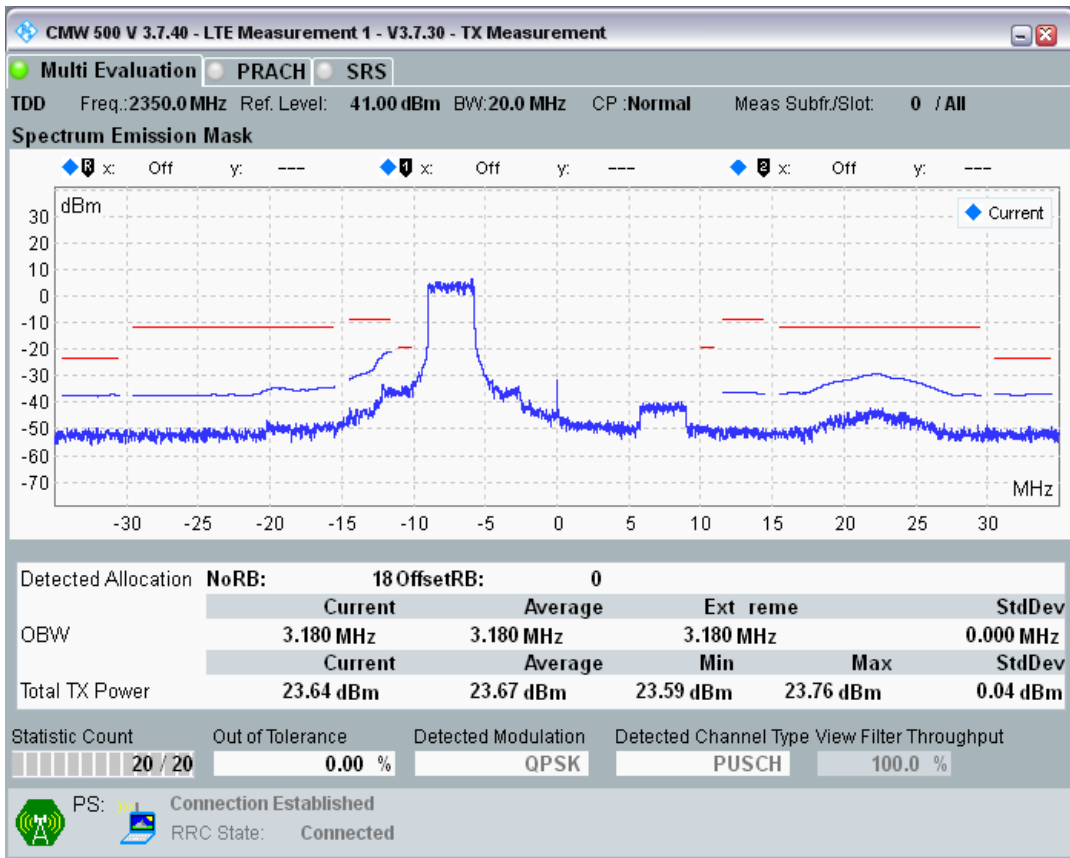 CMW 500 V 3.7.40 - LTE Measurement 1 - V3.7.30 - TX Measurement
Multi Evaluation PRACH SRS
TDD Freq.:2350.0 MHz Ref. Level: 41.00 dBm BW:20.0 MHz CP :Normal Meas Subfr./Slot: 0 / All
Spectrum Emission Mask
R x: Off y: --- 1 x: Off y: --- 2 x: Off y: ---
dBm
Current
30
20
10
0
-10
-20
-30
-40
-50
-60
-70
MHz
-30 -25 -20 -15 -10 -5 0 5 10 15 20 25 30
Detected Allocation NoRB: 18 OffsetRB: 0
Current Average Ext reme StdDev
OBW 3.180 MHz 3.180 MHz 3.180 MHz 0.000 MHz
Current Average Min Max StdDev
Total TX Power 23.64 dBm 23.67 dBm 23.59 dBm 23.76 dBm 0.04 dBm
Statistic Count Out of Tolerance Detected Modulation Detected Channel Type View Filter Throughput
20 / 20 0.00 % QPSK PUSCH 100.0 %
PS: Connection Established
RRC State: Connected